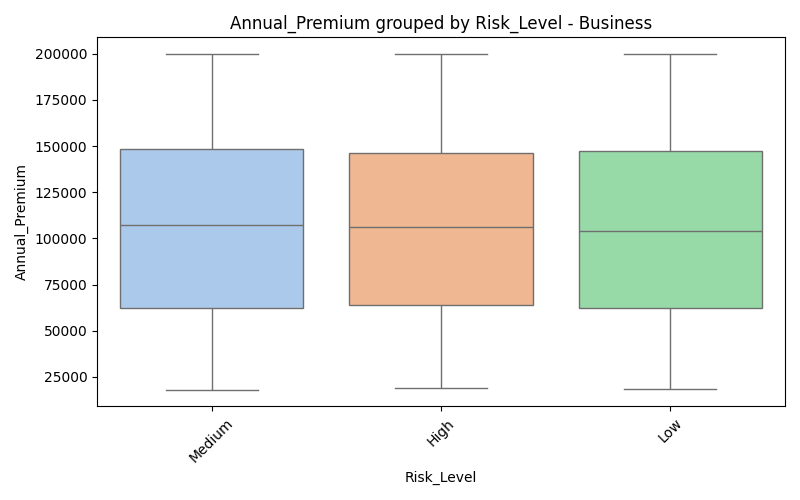 Annual_Premium grouped by Risk_Level - Business
Annual_Premium
200000
175000
150000
125000
100000
75000
50000
25000
Medium
High
Low
Risk_Level